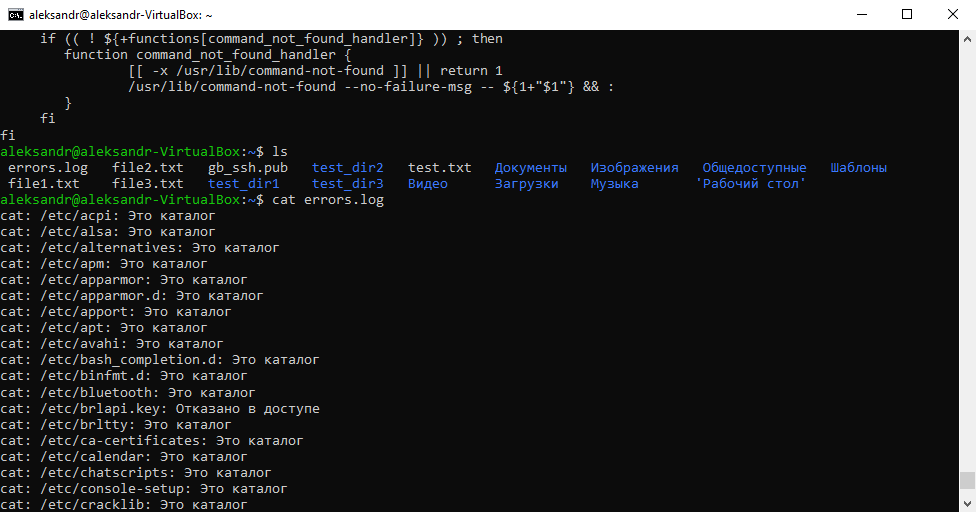 aleksandr@aleksandr-VirtualBox: ~
if (( ! ${+functions[command_not_found_handler]} )) ; then
function command_not_found_handler {
[[ -x /usr/lib/command-not-found ]] || return 1
/usr/lib/command-not-found --no-failure-msg -- ${1+"$1"} && :
}
fi
fi
aleksandr@aleksandr-VirtualBox:~$ ls
errors.log file2.txt gb_ssh.pub test_dir2 test.txt Документы Изображения Общедоступные Шаблоны
file1.txt file3.txt test_dir1 test_dir3 Видео Загрузки Музыка 'Рабочий стол'
aleksandr@aleksandr-VirtualBox:~$ cat errors.log
cat: /etc/acpi: Это каталог
cat: /etc/alsa: Это каталог
cat: /etc/alternatives: Это каталог
cat: /etc/apm: Это каталог
cat: /etc/apparmor: Это каталог
cat: /etc/apparmor.d: Это каталог
cat: /etc/apport: Это каталог
cat: /etc/apt: Это каталог
cat: /etc/avahi: Это каталог
cat: /etc/bash_completion.d: Это каталог
cat: /etc/binfmt.d: Это каталог
cat: /etc/bluetooth: Это каталог
cat: /etc/brlapi.key: Отказано в доступе
cat: /etc/brltty: Это каталог
cat: /etc/ca-certificates: Это каталог
cat: /etc/calendar: Это каталог
cat: /etc/chatscripts: Это каталог
cat: /etc/console-setup: Это каталог
cat: /etc/cracklib: Это каталог